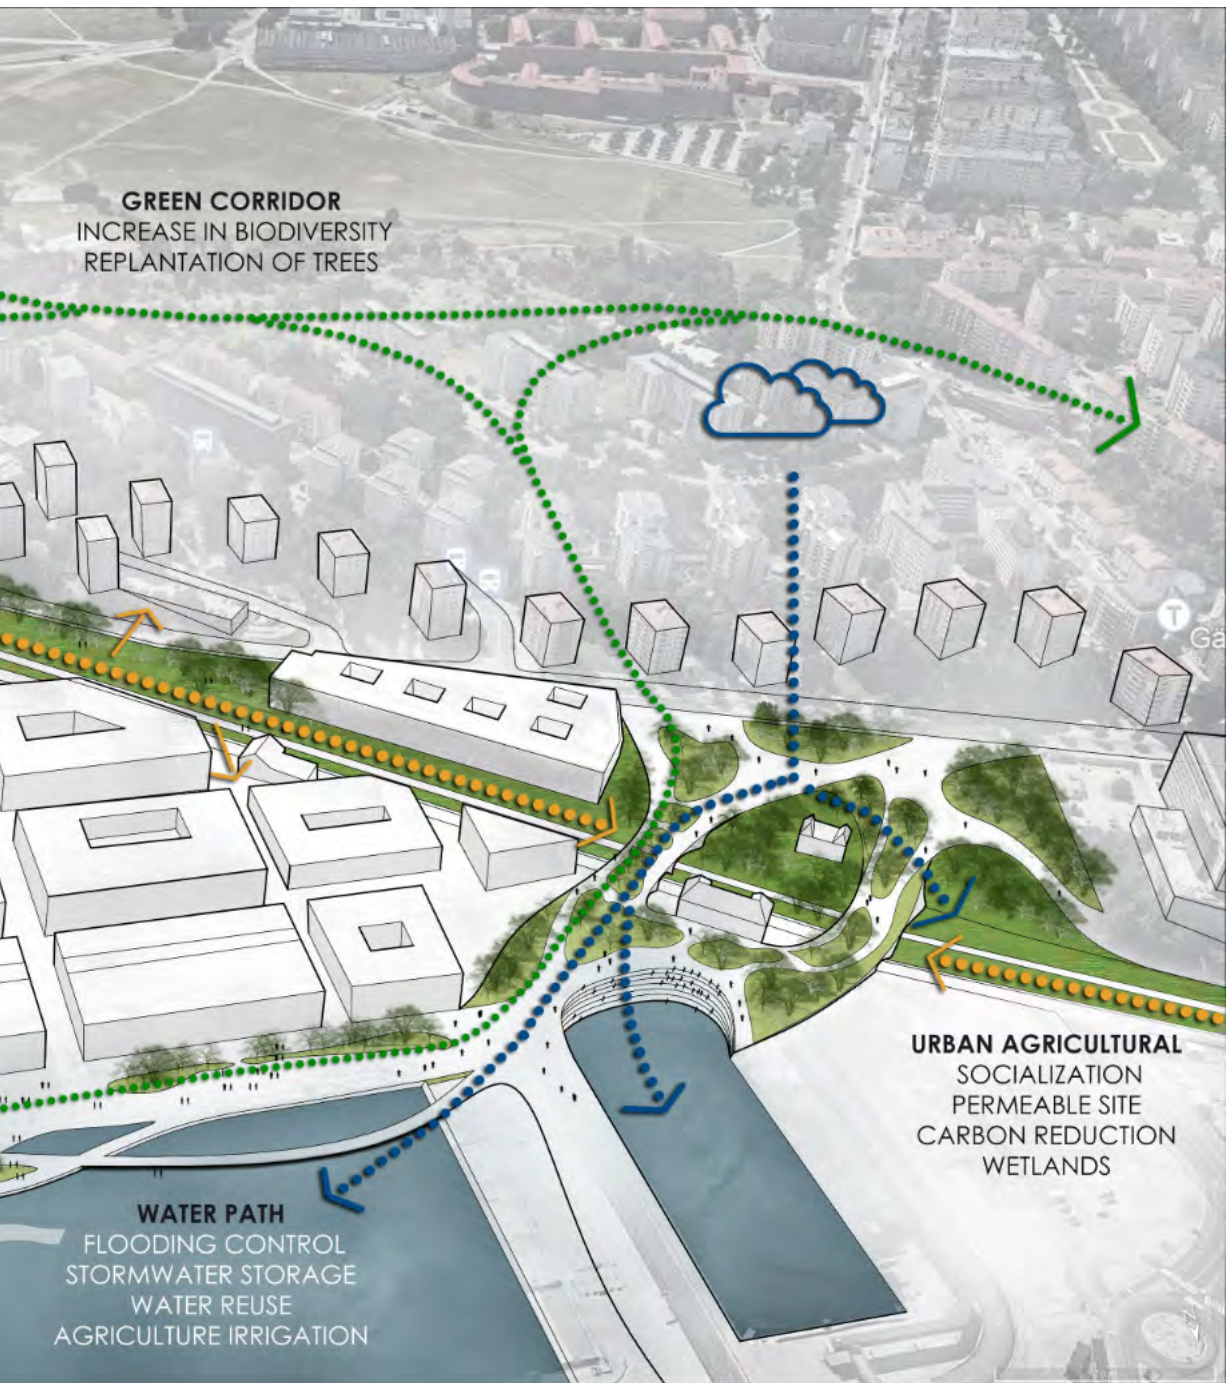 GREEN CORRIDOR
INCREASE IN BIODIVERSITY
REPLANTATION OF TREES
T
Ga
URBAN AGRICULTURAL
SOCIALIZATION
PERMEABLE SITE
CARBON REDUCTION
WETLANDS
WATER PATH
FLOODING CONTROL
STORMWATER STORAGE
WATER REUSE
AGRICULTURE IRRIGATION